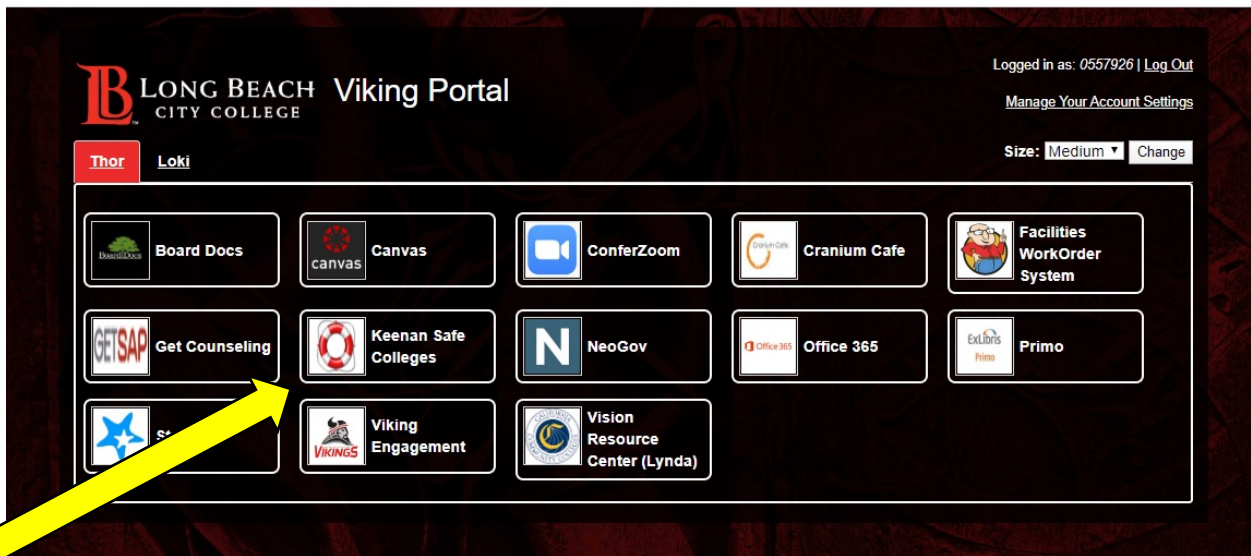 Logged in as: 0557926 | Log Out
LB LONG BEACH
CITY COLLEGE
Viking Portal
Manage Your Account Settings
Thor Loki
Size: Medium Change
BoardDocs
Board Docs
canvas
Canvas
ConferZoom
Cranium Cafe
Cranium Cafe
Facilities
WorkOrder
System
GETSAP
Get Counseling
Keenan Safe
Colleges
N
NeoGov
Office 365
Office 365
ExLibris
Primo
Primo
St
VIKINGS
Viking
Engagement
Vision
Resource
Center (Lynda)